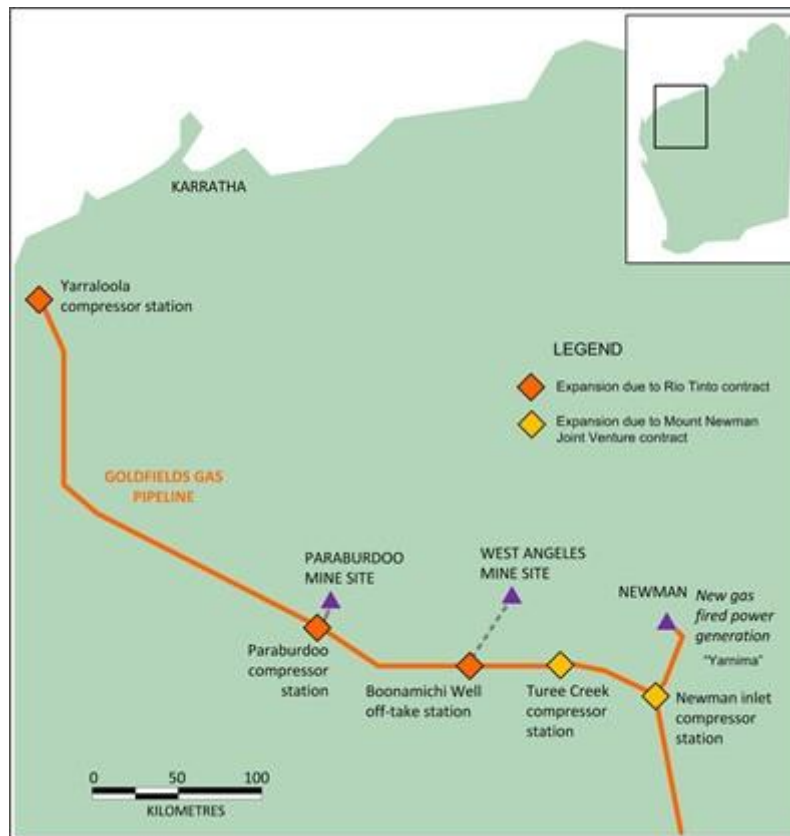 KARRATHA
Yarraloola
compressor station
LEGEND
Expansion due to Rio Tinto contract
Expansion due to Mount Newman
Joint Venture contract
GOLDFIELDS GAS
PIPELINE
PARABURDOO
MINE SITE
WEST ANGELES
MINE SITE
NEWMAN
New gas
fired power
generation
"Yarnima"
Paraburdoo
compressor
station
Boonamichi Well
off-take station
Turee Creek
compressor
station
Newman inlet
compressor
station
0 50 100
KILOMETRES